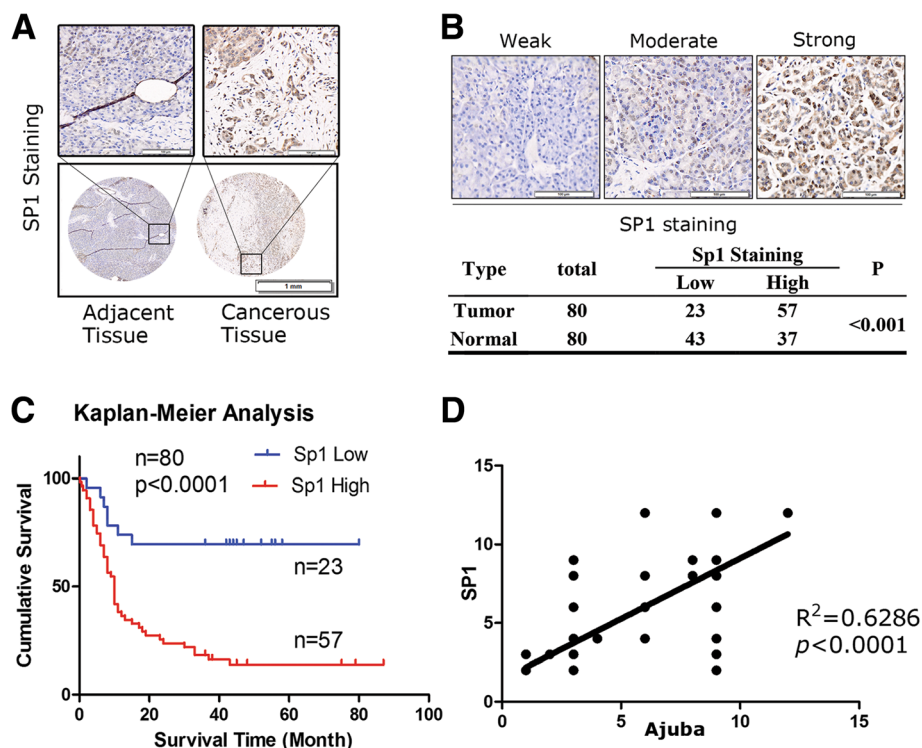 A
SP1 Staining
Adjacent
Tissue
Cancerous
Tissue
1 mm
B
Weak Moderate Strong
SP1 staining
Type total Sp1 Staining P
Low High
Tumor 80 23 57 <0.001
Normal 80 43 37
C
Kaplan-Meier Analysis
n=80
p<0.0001
Sp1 Low
Sp1 High
n=23
n=57
Cumulative Survival
100
50
0
0 20 40 60 80 100
Survival Time (Month)
D
SP1
15
10
5
0
0 5 10 15
Ajuba
R²=0.6286
p<0.0001